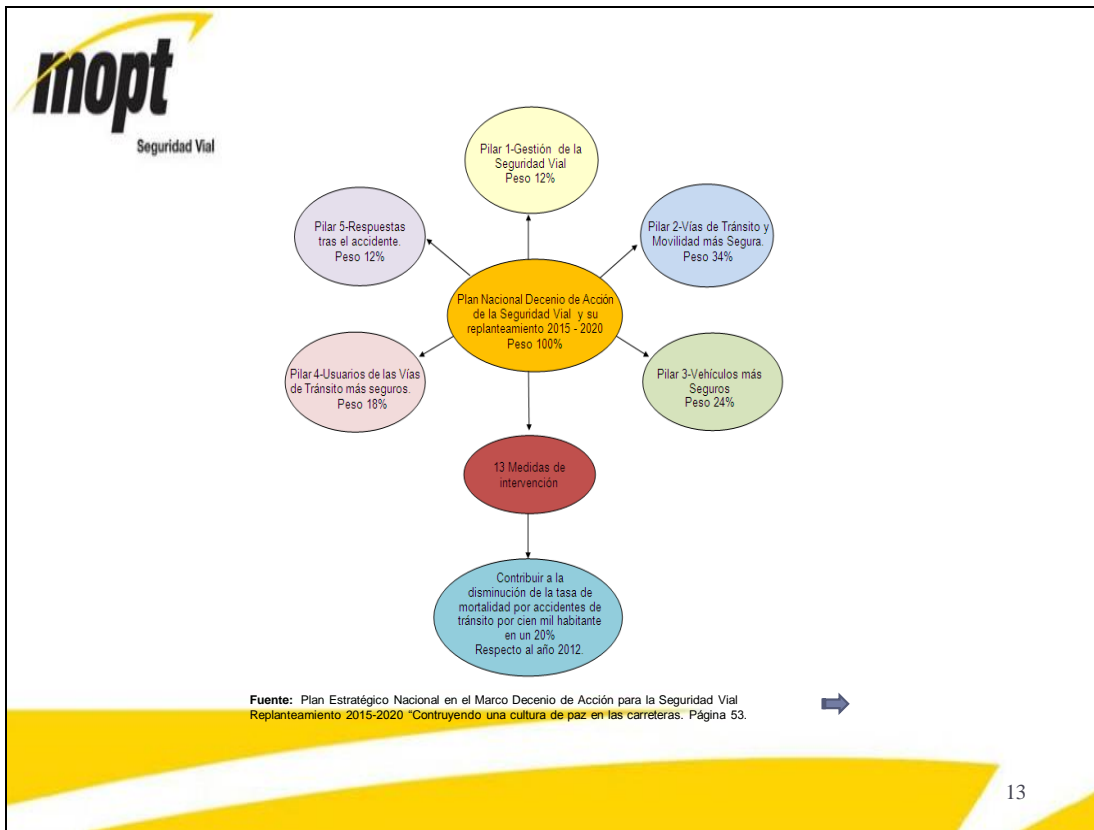 mopt
Seguridad Vial
Pilar 1-Gestión de la
Seguridad Vial
Peso 12%
Pilar 5-Respuestas
tras el accidente.
Peso 12%
Pilar 2-Vías de Tránsito y
Movilidad más Segura.
Peso 34%
Plan Nacional Decenio de Acción
de la Seguridad Vial y su
replanteamiento 2015 - 2020
Peso 100%
Pilar 4-Usuarios de las Vías
de Tránsito más seguros.
Peso 18%
Pilar 3-Vehículos más
Seguros
Peso 24%
13 Medidas de
intervención
Contribuir a la
disminución de la tasa de
mortalidad por accidentes de
tránsito por cien mil habitante
en un 20%
Respecto al año 2012.
Fuente: Plan Estratégico Nacional en el Marco Decenio de Acción para la Seguridad Vial
Replanteamiento 2015-2020 “Contruyendo una cultura de paz en las carreteras. Página 53.
13